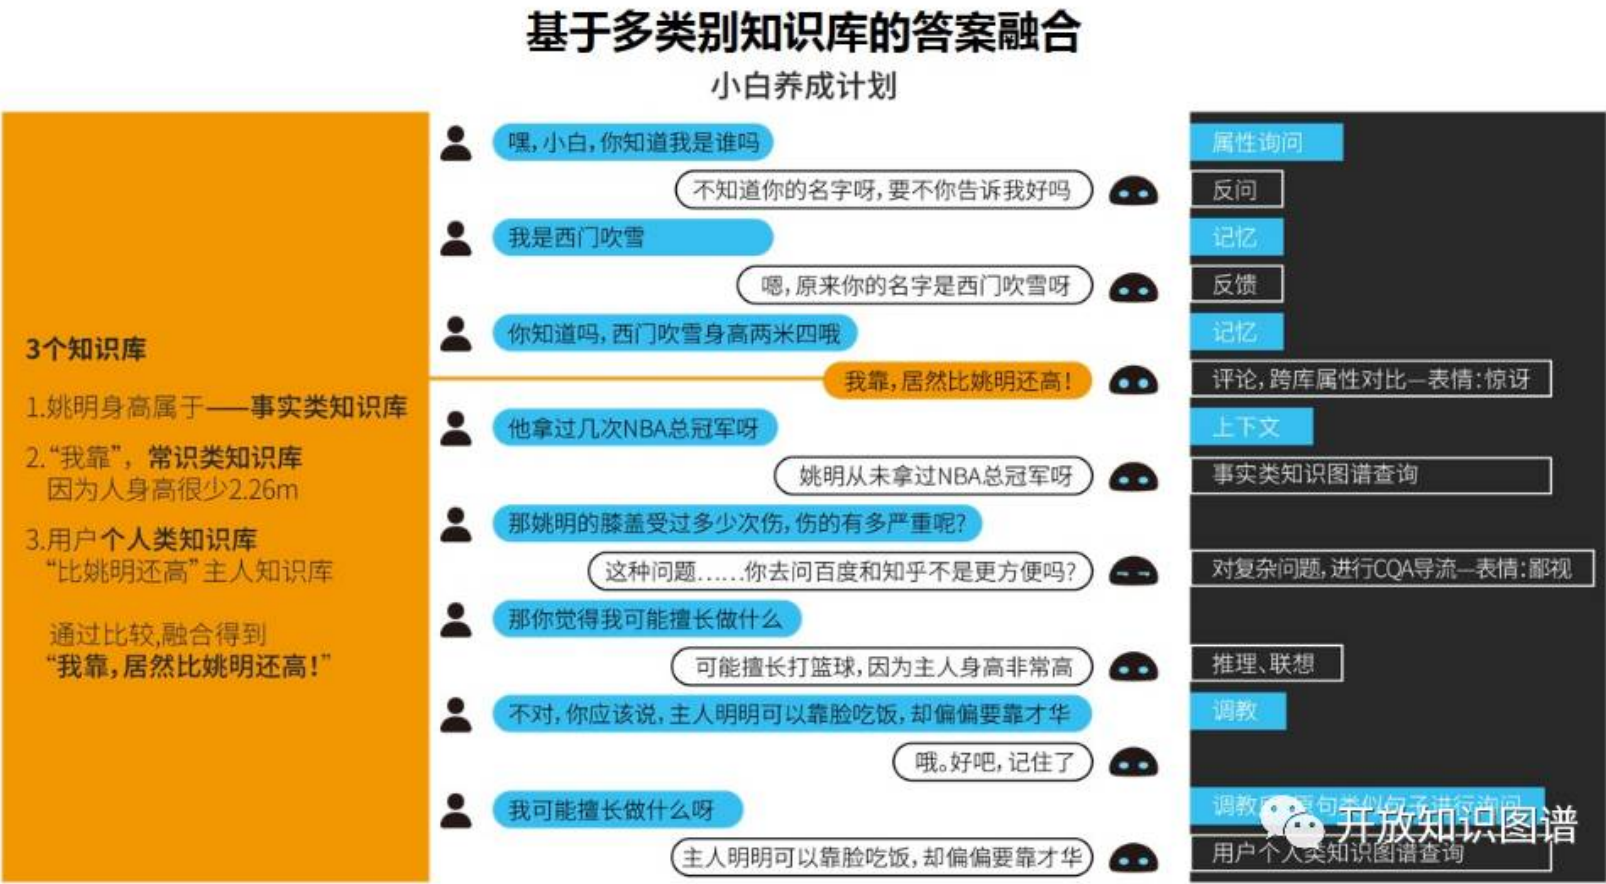 基于多类别知识库的答案融合
小白养成计划
3个知识库
1.姚明身高属于——事实类知识库
2.“我靠”，常识类知识库
因为人身高很少2.26m
3.用户个人类知识库
“比姚明还高”主人知识库
通过比较,融合得到
“我靠，居然比姚明还高！”
嘿，小白，你知道我是谁吗
属性询问
不知道你的名字呀，要不你告诉我好吗
反问
我是西门吹雪
记忆
嗯，原来你的名字是西门吹雪呀
反馈
你知道吗，西门吹雪身高两米四哦
记忆
我靠，居然比姚明还高！
评论，跨库属性对比—表情：惊讶
他拿过几次NBA总冠军呀
上下文
姚明从未拿过NBA总冠军呀
事实类知识图谱查询
那姚明的膝盖受过多少次伤，伤的有多严重呢？
这种问题……你去问百度和知乎不是更方便吗？
对复杂问题，进行CQA导流—表情：鄙视
那你觉得我可能擅长做什么
可能擅长打篮球，因为主人身高非常高
推理、联想
不对，你应该说，主人明明可以靠脸吃饭，却偏偏要靠才华
调教
哦。好吧，记住了
我可能擅长做什么呀
调教 句类似句子进行询问
主人明明可以靠脸吃饭，却偏偏要靠才华
用户个人类知识图谱查询
开放知识图谱